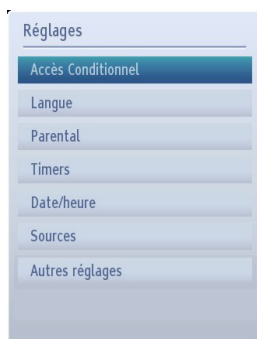 Réglages
Accès Conditionnel
Langue
Parental
Timers
Date/heure
Sources
Autres réglages